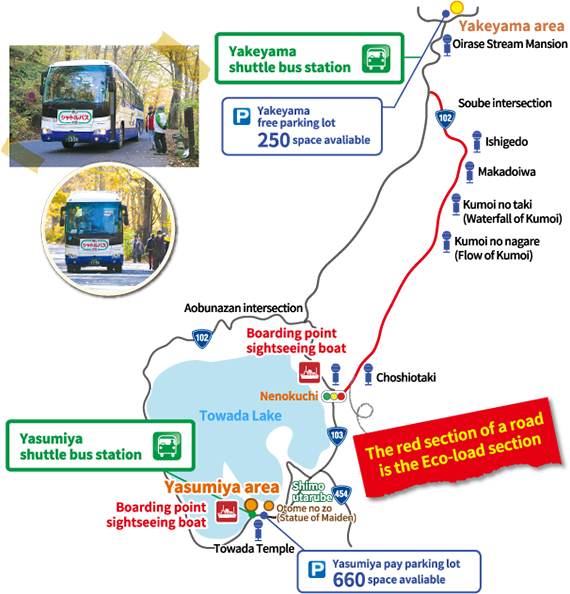 Yakeyama area
Yakeyama
shuttle bus station
Oirase Stream Mansion
P
Yakeyama
free parking lot
250 space avaliable
Soube intersection
102
Ishigedo
Makadoiwa
Kumoi no taki
(Waterfall of Kumoi)
Kumoi no nagare
(Flow of Kumoi)
シャトルバス
シャトルバス
Aobunazan intersection
102
Boarding point
sightseeing boat
Choshiotaki
Nenokuchi
Towada Lake
103
The red section of a road
is the Eco-load section
Yasumiya
shuttle bus station
Yasumiya area
Shimo
utarube
454
Boarding point
sightseeing boat
Otome no zo
(Statue of Maiden)
Towada Temple
P
Yasumiya pay parking lot
660 space avaliable